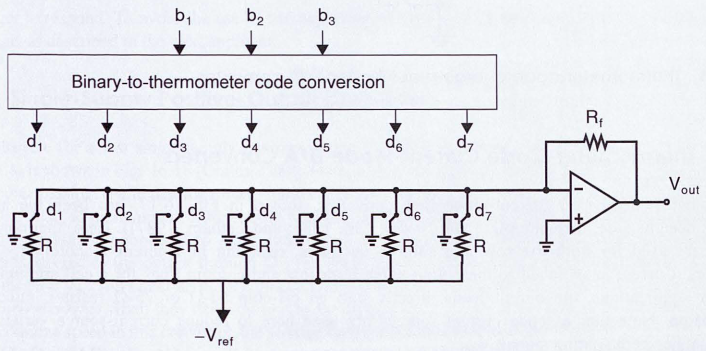 b1 b2 b3
Binary-to-thermometer code conversion
d1 d2 d3 d4 d5 d6 d7
Rf
Vout
−
+
d1 d2 d3 d4 d5 d6 d7
R R R R R R R
−Vref